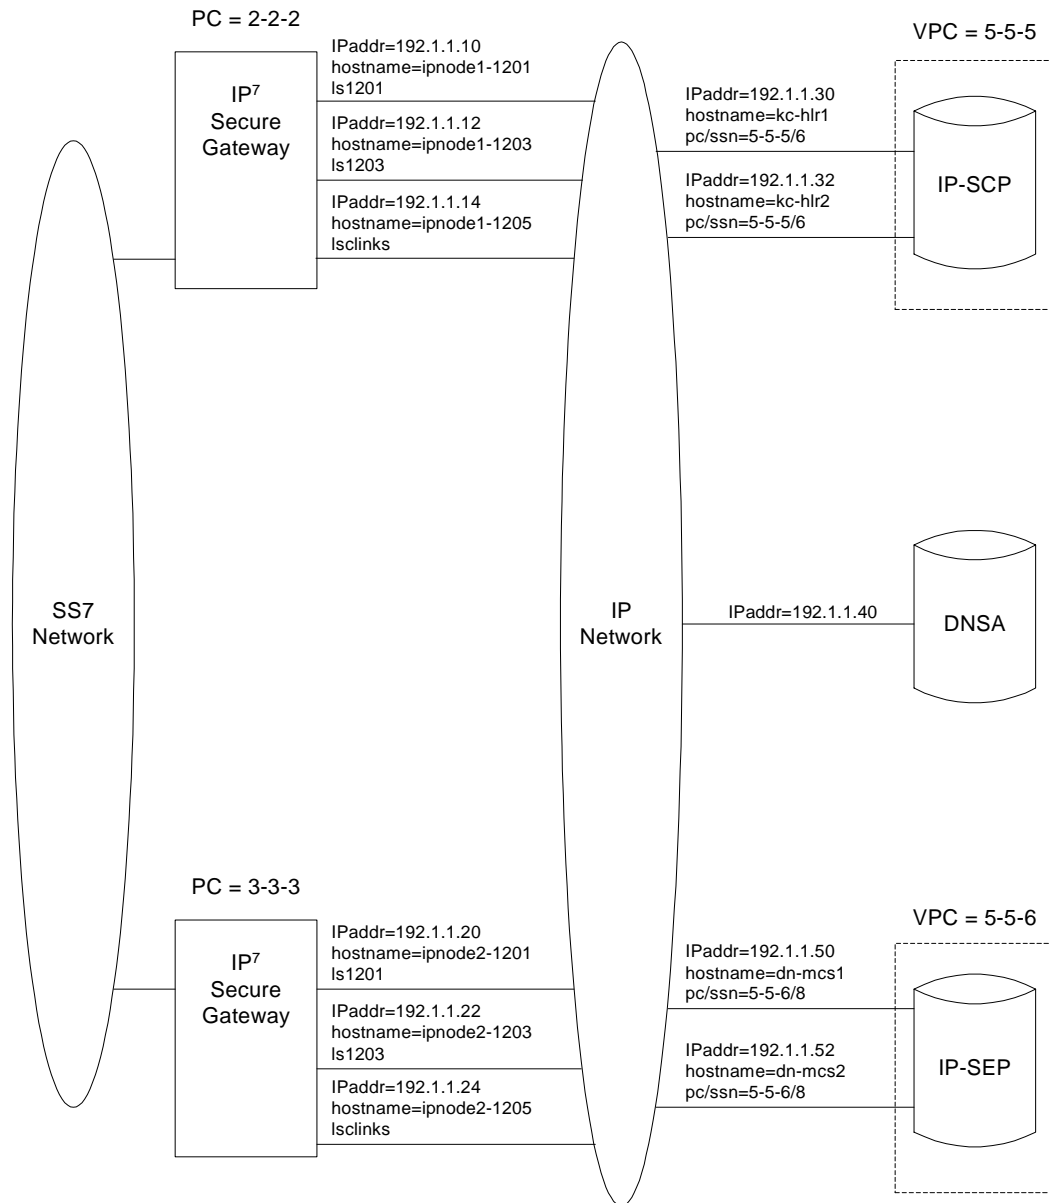 PC = 2-2-2
IP⁷
Secure
Gateway
IPaddr=192.1.1.10
hostname=ipnode1-1201
ls1201
IPaddr=192.1.1.12
hostname=ipnode1-1203
ls1203
IPaddr=192.1.1.14
hostname=ipnode1-1205
lsclinks
VPC = 5-5-5
IPaddr=192.1.1.30
hostname=kc-hlr1
pc/ssn=5-5-5/6
IPaddr=192.1.1.32
hostname=kc-hlr2
pc/ssn=5-5-5/6
IP-SCP
SS7
Network
IP
Network
IPaddr=192.1.1.40
DNSA
PC = 3-3-3
IP⁷
Secure
Gateway
IPaddr=192.1.1.20
hostname=ipnode2-1201
ls1201
IPaddr=192.1.1.22
hostname=ipnode2-1203
ls1203
IPaddr=192.1.1.24
hostname=ipnode2-1205
lsclinks
VPC = 5-5-6
IPaddr=192.1.1.50
hostname=dn-mcs1
pc/ssn=5-5-6/8
IPaddr=192.1.1.52
hostname=dn-mcs2
pc/ssn=5-5-6/8
IP-SEP